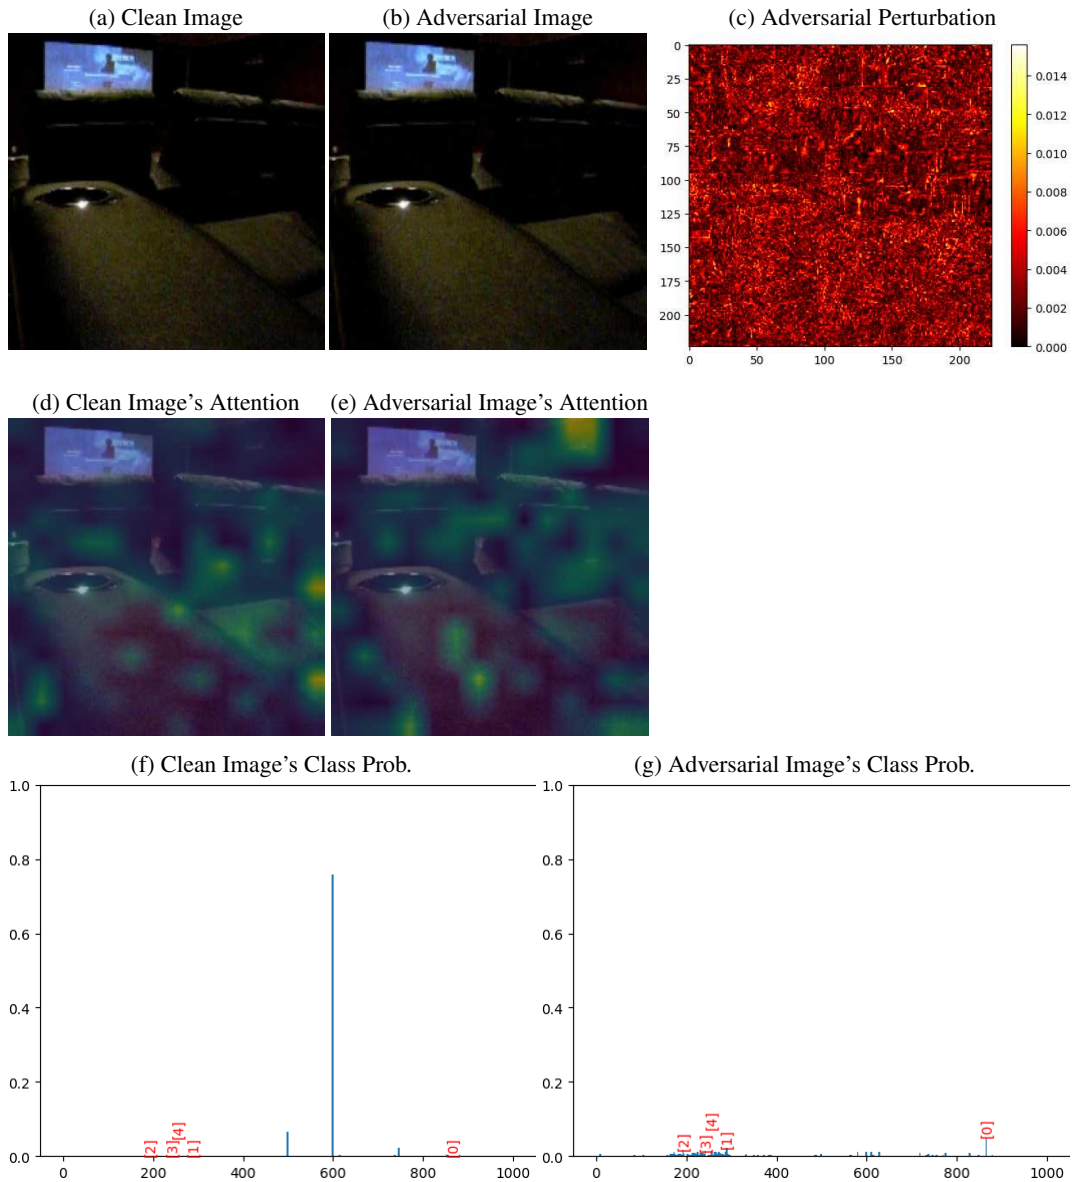 (a) Clean Image
(b) Adversarial Image
(c) Adversarial Perturbation
0
25
50
75
100
125
150
175
200
0 50 100 150 200
0.014
0.012
0.010
0.008
0.006
0.004
0.002
0.000
(d) Clean Image's Attention
(e) Adversarial Image's Attention
(f) Clean Image's Class Prob.
1.0
0.8
0.6
0.4
0.2
0.0
[2] [3] [4] [1] [0]
0 200 400 600 800 1000
(g) Adversarial Image's Class Prob.
1.0
0.8
0.6
0.4
0.2
0.0
[2] [3] [4] [1] [0]
0 200 400 600 800 1000